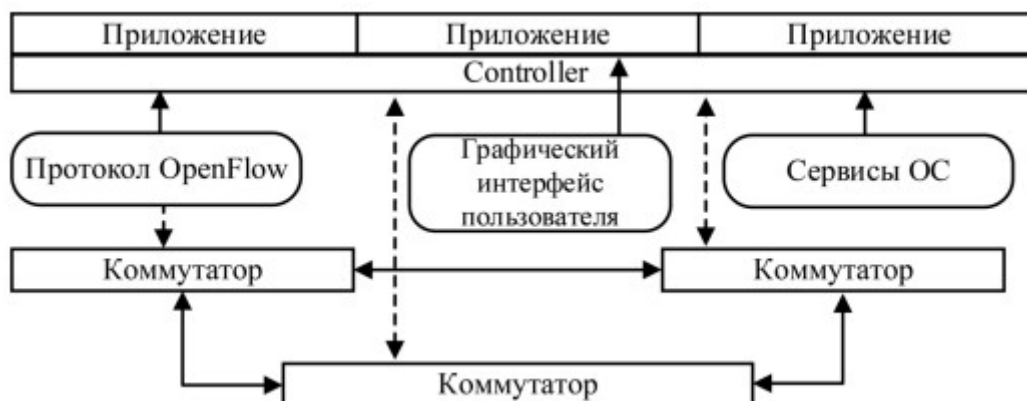 Приложение
Приложение
Приложение
Controller
Протокол OpenFlow
Графический
интерфейс
пользователя
Сервисы ОС
Коммутатор
Коммутатор
Коммутатор